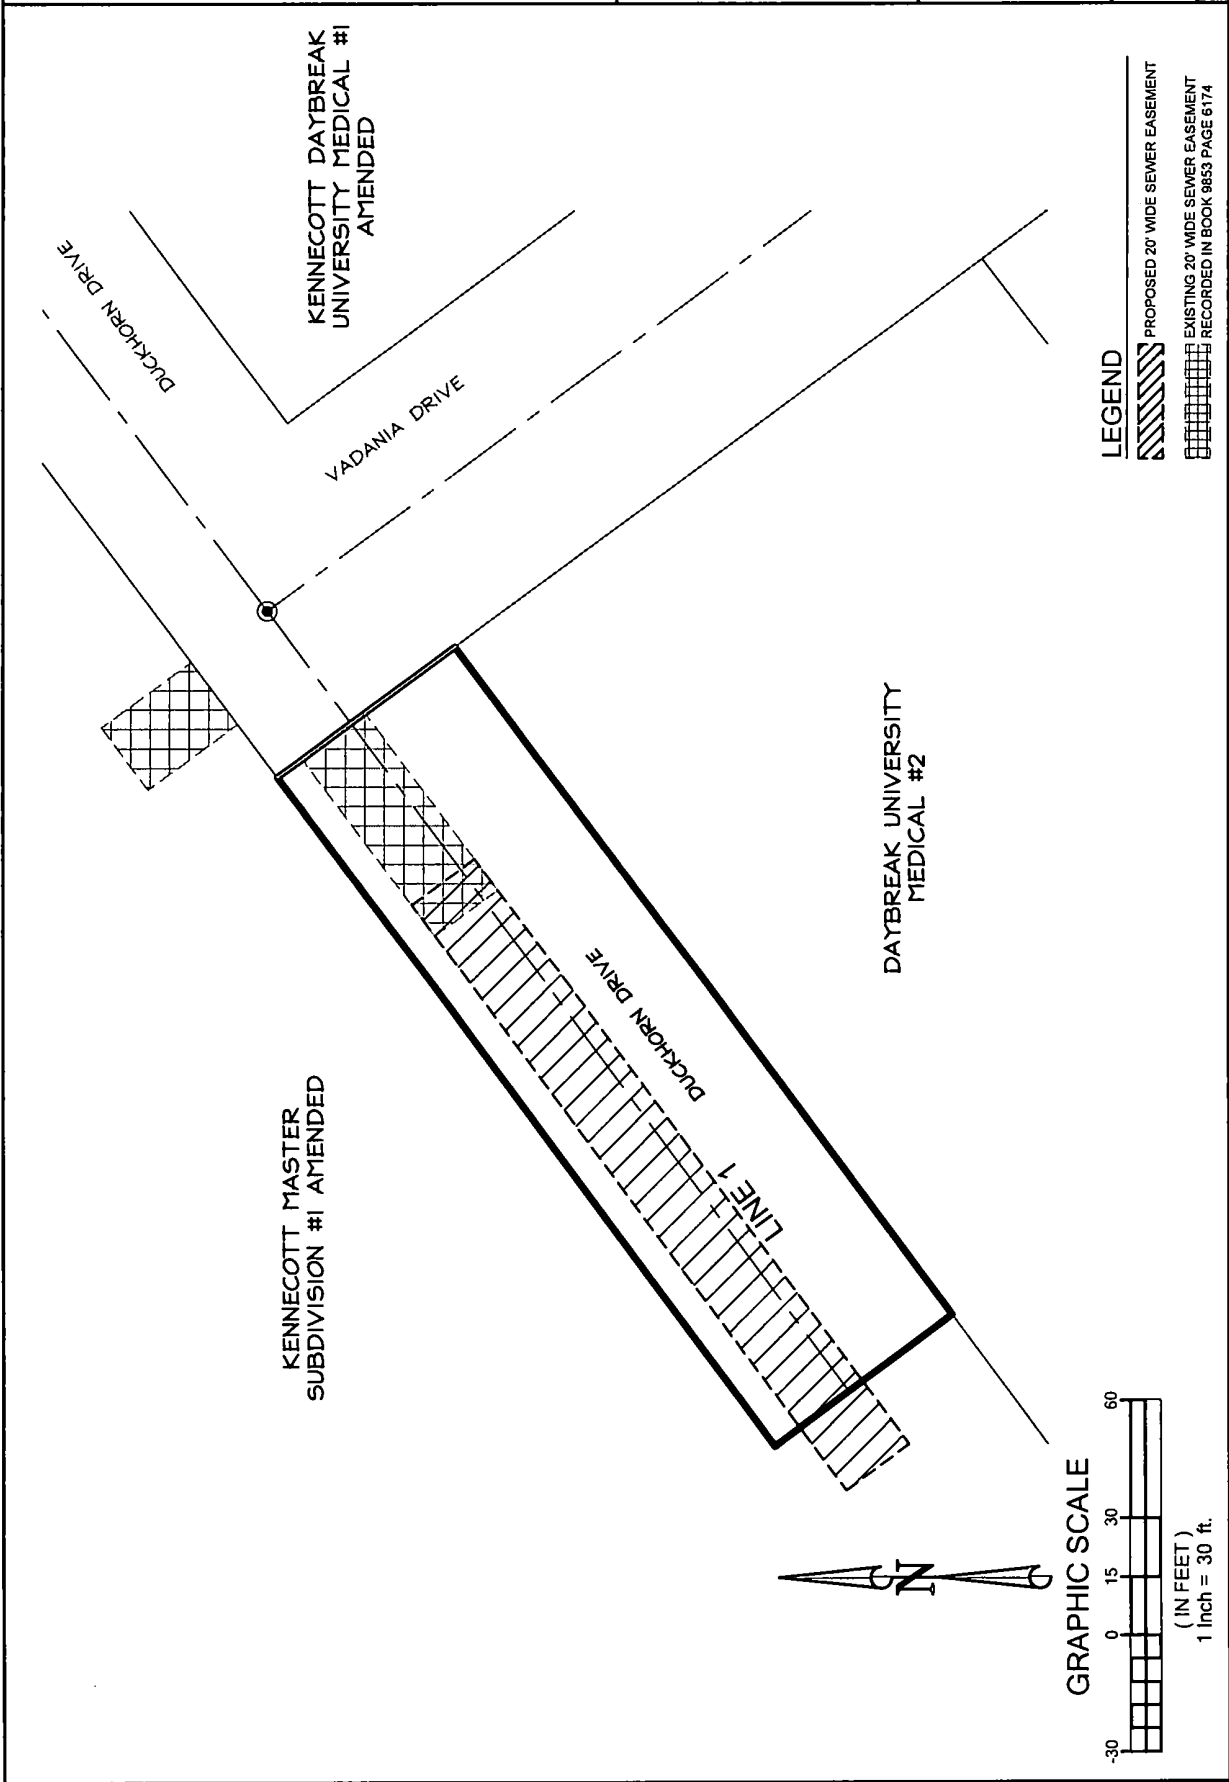 KENNECOTT MASTER
SUBDIVISION #1 AMENDED
KENNECOTT DAYBREAK
UNIVERSITY MEDICAL #1
AMENDED
DUCKHORN DRIVE
VADANIA DRIVE
DUCKHORN DRIVE
LINE 1
DAYBREAK UNIVERSITY
MEDICAL #2
N
GRAPHIC SCALE
-30 0 15 30 60
( IN FEET )
1 inch = 30 ft.
LEGEND
PROPOSED 20' WIDE SEWER EASEMENT
EXISTING 20' WIDE SEWER EASEMENT
RECORDED IN BOOK 9853 PAGE 6174